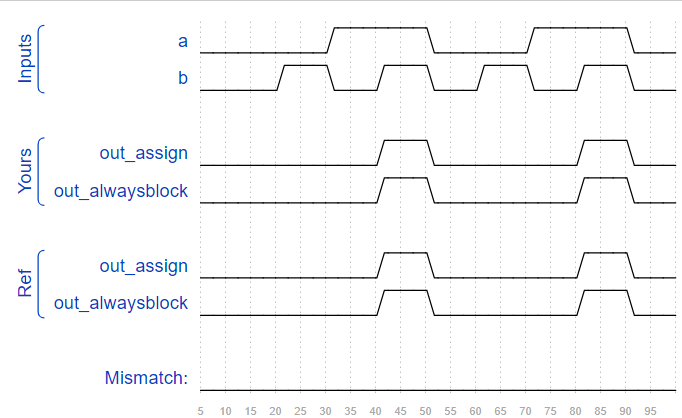 Inputs
a
b
Yours
out_assign
out_alwaysblock
Ref
out_assign
out_alwaysblock
Mismatch:
5 10 15 20 25 30 35 40 45 50 55 60 65 70 75 80 85 90 95